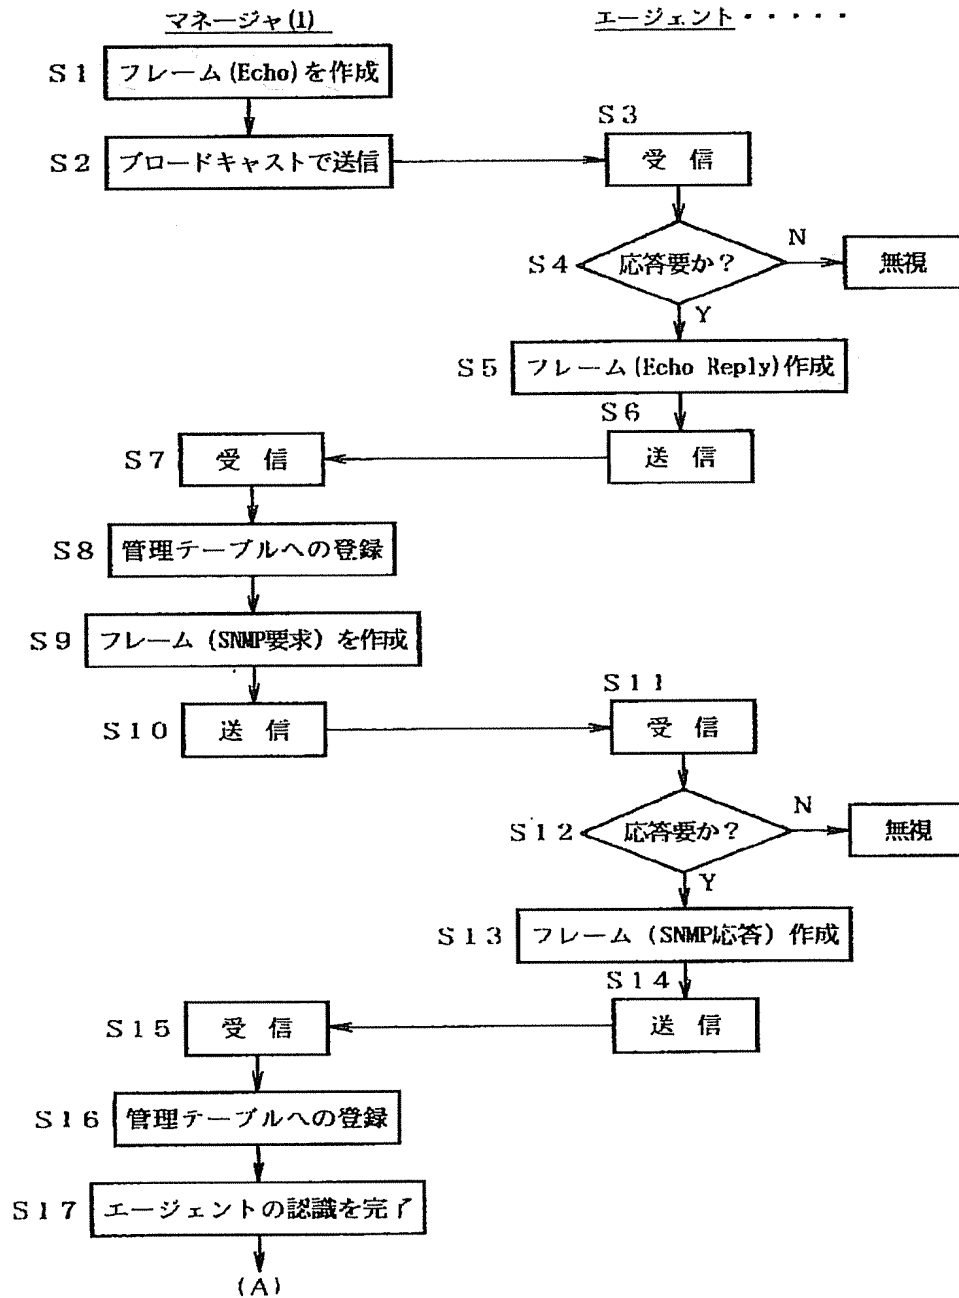 マネージャ(1) エージェント・・・・・
S1 フレーム(Echo)を作成
S3
S2 ブロードキャストで送信 受 信
N
S4 応答要か？ 無視
Y
S5 フレーム(Echo Reply)作成
S6
S7 受 信 送 信
S8 管理テーブルへの登録
S9 フレーム(SNMP要求)を作成
S11
S10 送 信 受 信
N
S12 応答要か？ 無視
Y
S13 フレーム(SNMP応答)作成
S14
S15 受 信 送 信
S16 管理テーブルへの登録
S17 エージェントの認識を完了
(A)